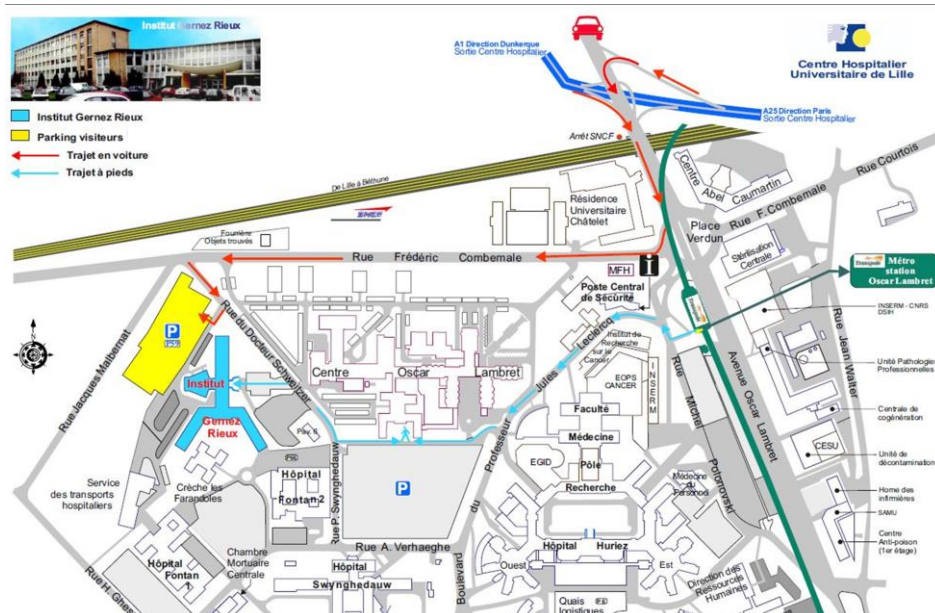 Institut Gernez Rieux
A1 Direction Dunkerque
Sortie Centre Hospitalier
Centre Hospitalier
Universitaire de Lille
Institut Gernez Rieux
Parking visiteurs
Trajet en voiture
Trajet à pieds
A25 Direction Paris
Sortie Centre Hospitalier
Arrêt SNCF
De Lille à Béthune
SNCF
Centre Abel Caumartin
Rue Courtois
Rue F. Combemale
Résidence
Universitaire
Châtelet
Place
Verdun
Fourrière
Objets trouvés
Rue Frédéric Combemale
Stérilisation
Centrale
Métro
station
Oscar Lambret
Transpole
MFH
i
Poste Central
de Sécurité
INSERM - CNRS
DSIH
Rue Jacques Malbernat
P
Rue du Docteur Schweitzer
Institut de
Recherche
sur le
Cancer
Boulevard du Professeur Jules Leclercq
Rue Michel Polonovski
Avenue Oscar Lambret
Rue Jean Walter
Unité Pathologies
Professionnelles
Centre Oscar Lambret
EOPS
CANCER
INSERM
Institut
Gernez
Rieux
Faculté
Médecine
Centrale de
cogénération
Pav. 6
CESU
EGID
Pôle
Recherche
Unité de
décontamination
Crèche les
Farandoles
Hôpital
Fontan 2
Rue P. Swynghedauw
P
Médecine
du
Personnel
Service
des transports
hospitaliers
Home des
infirmières
SAMU
Centre
Anti-poison
(1er étage)
Rue A. Verhaeghe
Hôpital Huriez
Ouest
Est
Hôpital
Fontan
1
Chambre
Mortuaire
Centrale
Hôpital
Swynghedauw
Direction des
Ressources
Humaines
Quais
logistiques
Rue H. Ghes